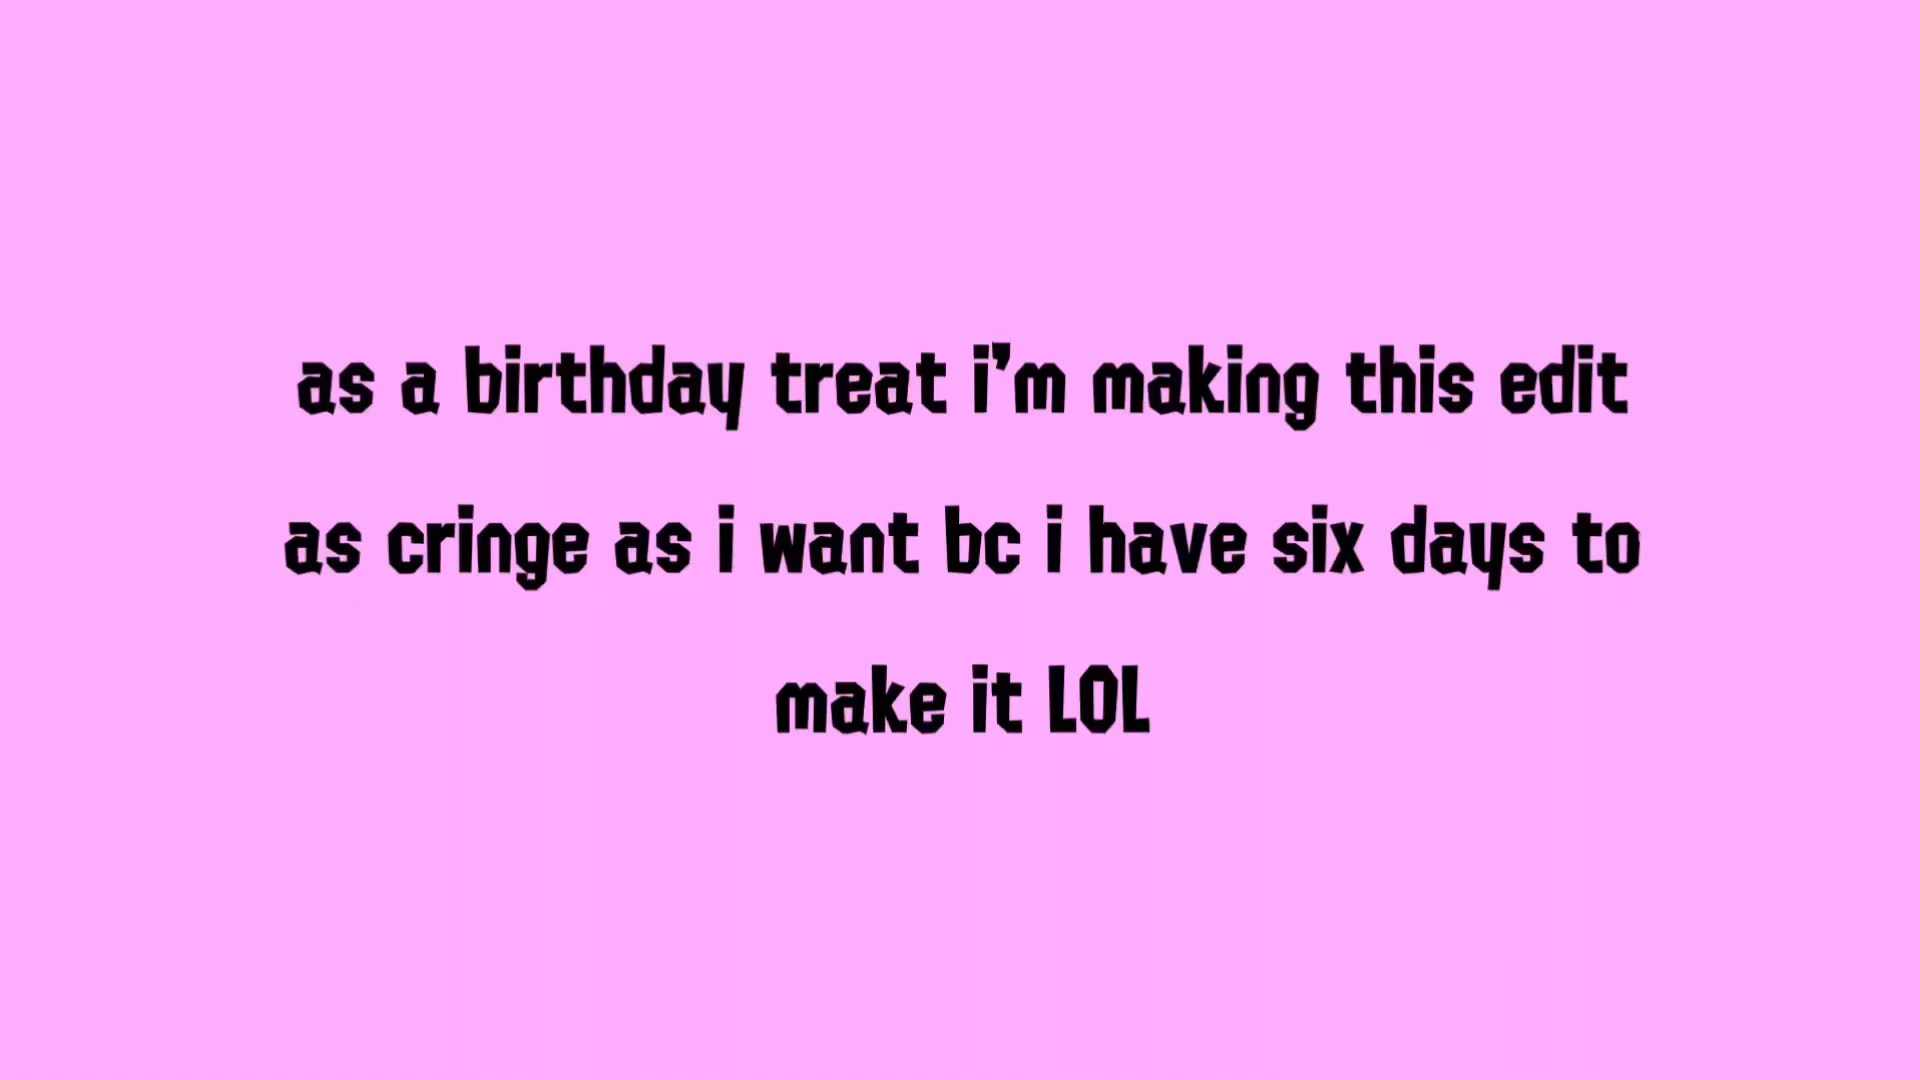 as a birthday treat i'm making this edit
as cringe as i want bc i have six days to
make it LOL